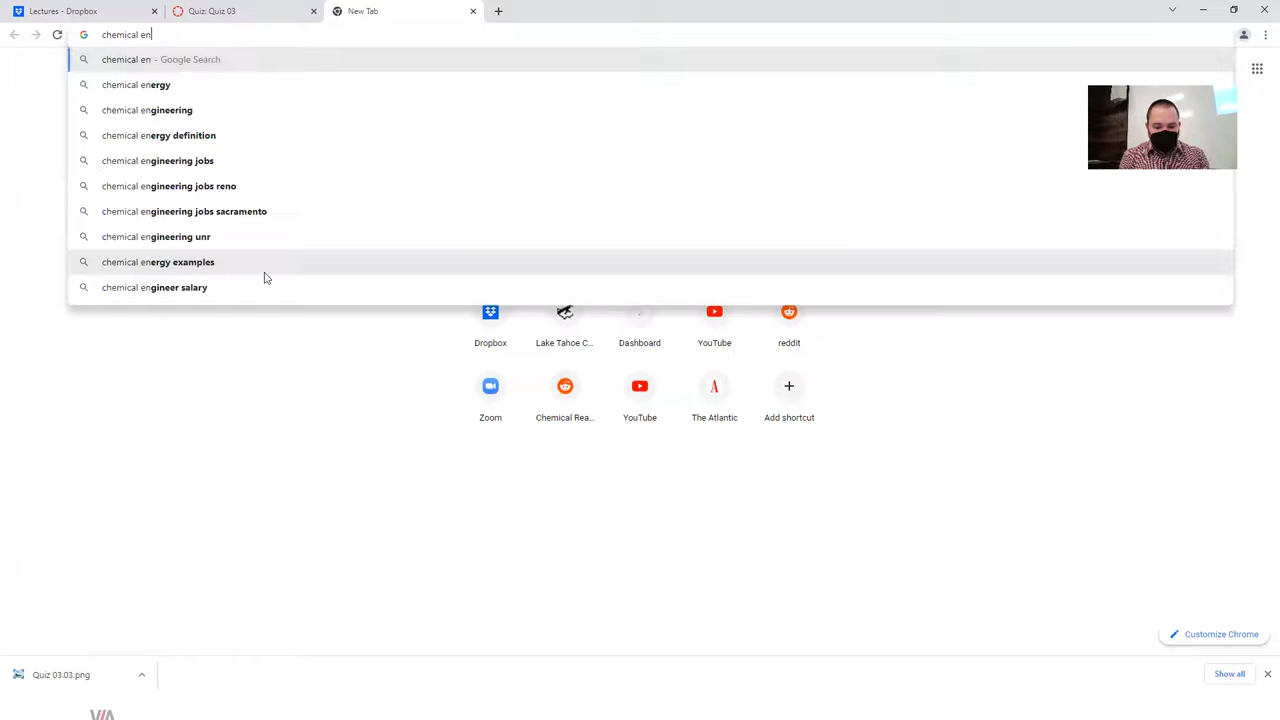 Lectures - Dropbox
Quiz: Quiz 03
New Tab
chemical en
chemical en - Google Search
chemical energy
chemical engineering
chemical energy definition
chemical engineering jobs
chemical engineering jobs reno
chemical engineering jobs sacramento
chemical engineering unr
chemical energy examples
chemical engineer salary
Dropbox
Lake Tahoe C...
Dashboard
YouTube
reddit
Zoom
Chemical Rea...
YouTube
The Atlantic
Add shortcut
Customize Chrome
Quiz 03.03.png
Show all